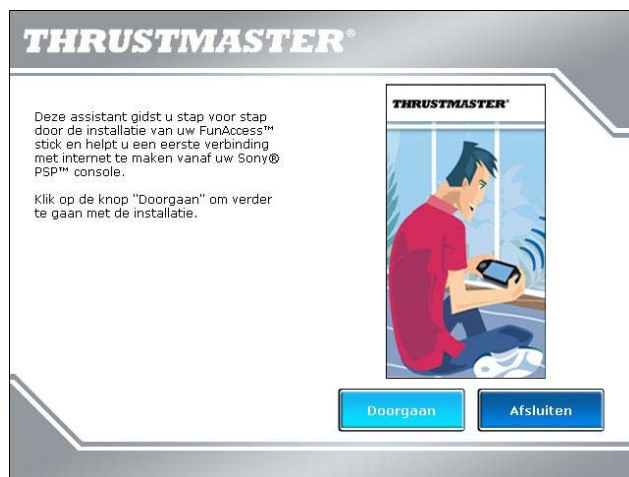 THRUSTMASTER®
Deze assistant gidst u stap voor stap
door de installatie van uw FunAccess™
stick en helpt u een eerste verbinding
met internet te maken vanaf uw Sony®
PSP™ console.
Klik op de knop "Doorgaan" om verder
te gaan met de installatie.
THRUSTMASTER®
Doorgaan
Afsluiten